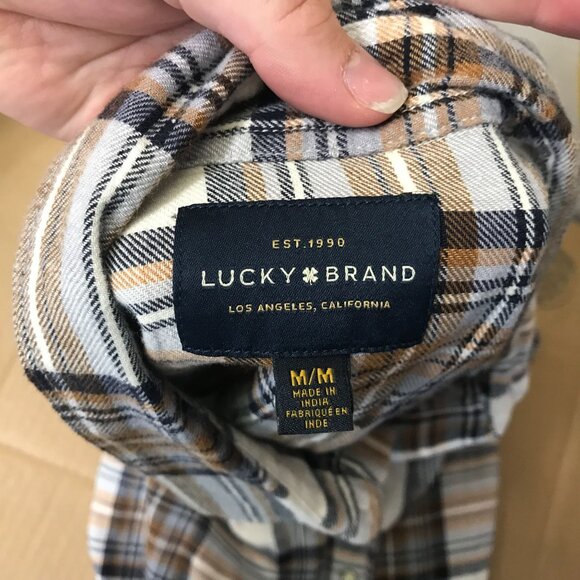 EST.1990
LUCKY BRAND
LOS ANGELES, CALIFORNIA
M/M
MADE IN
INDIA
FABRIQUÉ EN
INDE